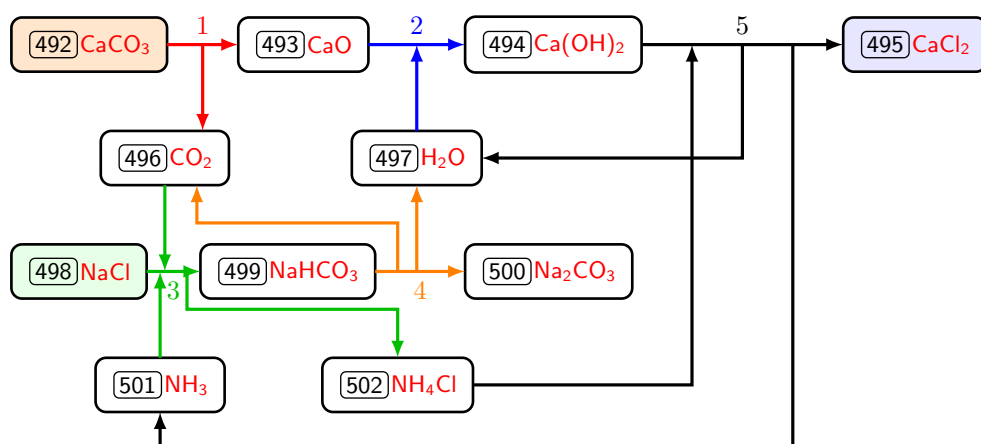 1 2 5
492 CaCO₃ 493 CaO 494 Ca(OH)₂ 495 CaCl₂
496 CO₂ 497 H₂O
498 NaCl 499 NaHCO₃ 500 Na₂CO₃
3 4
501 NH₃ 502 NH₄Cl